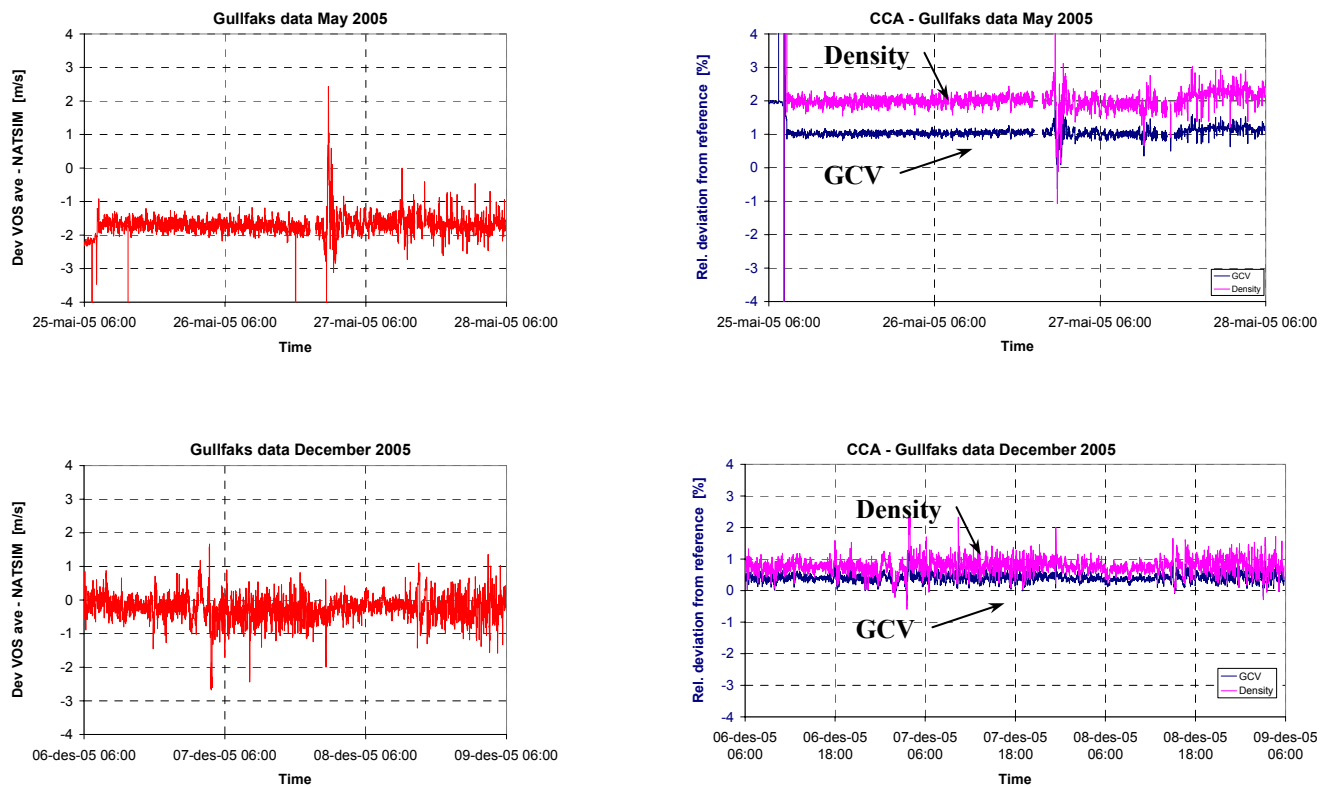 Gullfaks data May 2005
Dev VOS ave - NATSIM [m/s]
4
3
2
1
0
-1
-2
-3
-4
25-mai-05 06:00
26-mai-05 06:00
27-mai-05 06:00
28-mai-05 06:00
Time
CCA - Gullfaks data May 2005
Rel. deviation from reference [%]
4
3
2
1
0
-1
-2
-3
-4
Density
GCV
GCV
Density
25-mai-05 06:00
26-mai-05 06:00
27-mai-05 06:00
28-mai-05 06:00
Time
Gullfaks data December 2005
Dev VOS ave - NATSIM [m/s]
4
3
2
1
0
-1
-2
-3
-4
06-des-05 06:00
07-des-05 06:00
08-des-05 06:00
09-des-05 06:00
Time
CCA - Gullfaks data December 2005
Rel. deviation from reference [%]
4
3
2
1
0
-1
-2
-3
-4
Density
GCV
GCV
Density
06-des-05 06:00
06-des-05 18:00
07-des-05 06:00
07-des-05 18:00
08-des-05 06:00
08-des-05 18:00
09-des-05 06:00
Time